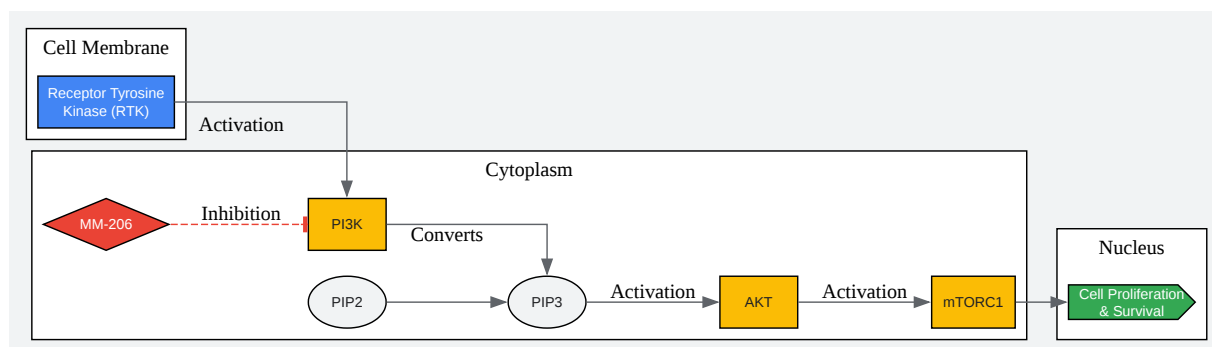 Cell Membrane
Receptor Tyrosine
Kinase (RTK)
Activation
Cytoplasm
MM-206
Inhibition
PI3K
Converts
PIP2
PIP3
Activation
AKT
Activation
mTORC1
Nucleus
Cell Proliferation
& Survival